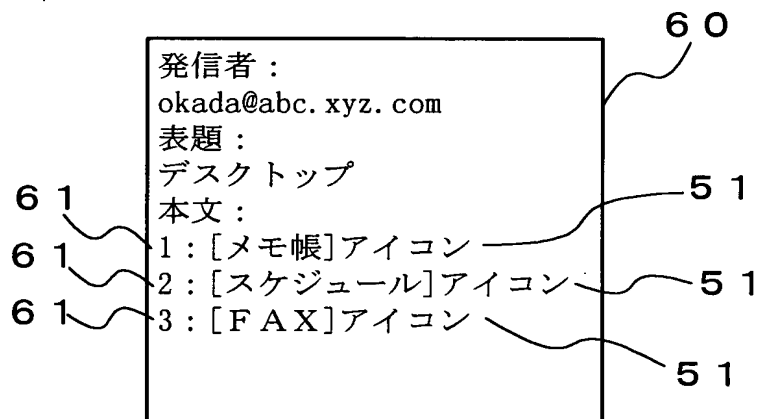 ６０
発信者：
okada@abc.xyz.com
表題：
デスクトップ
本文：
６１ １：[メモ帳]アイコン ５１
６１ ２：[スケジュール]アイコン ５１
６１ ３：[ＦＡＸ]アイコン
５１